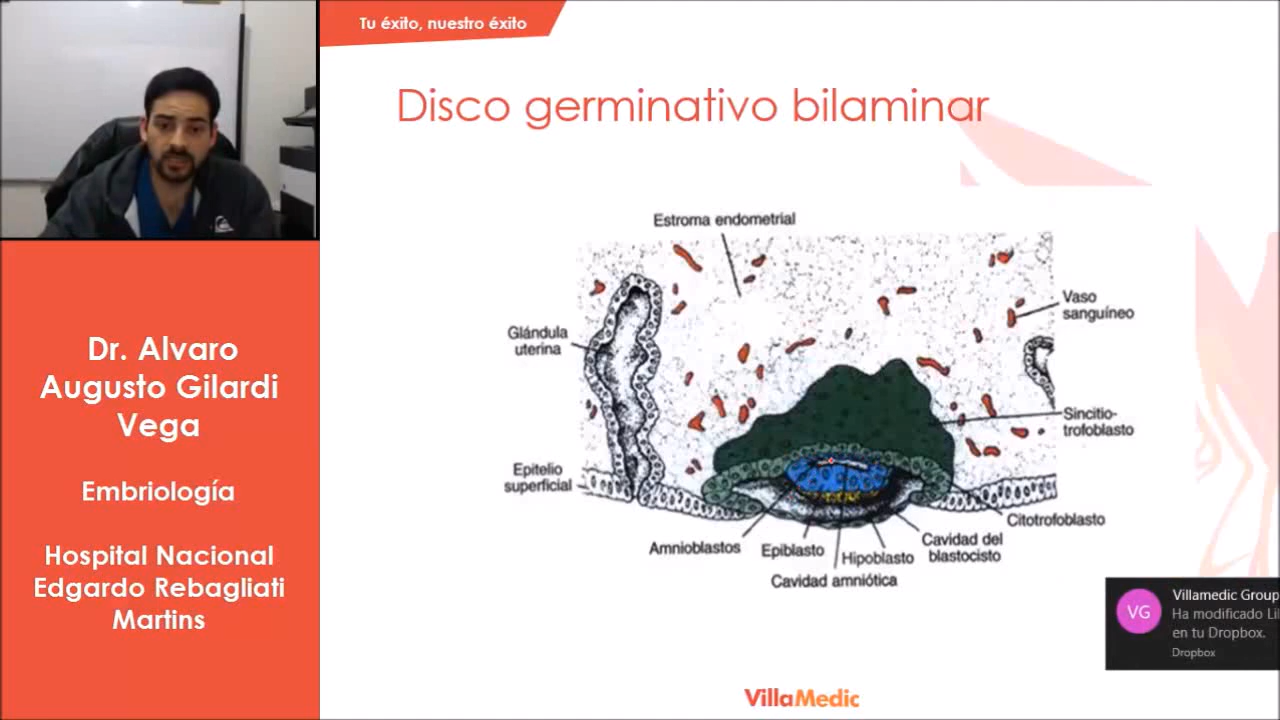 Tu éxito, nuestro éxito
Disco germinativo bilaminar
Dr. Alvaro
Augusto Gilardi
Vega
Embriología
Hospital Nacional
Edgardo Rebagliati
Martins
Estroma endometrial
Vaso
sanguíneo
Glándula
uterina
Sincitio-
trofoblasto
Epitelio
superficial
Citotrofoblasto
Amnioblastos
Epiblasto
Hipoblasto
Cavidad del
blastocisto
Cavidad amniótica
VG
Villamedic Group
Ha modificado
en tu Dropbox.
Dropbox
VillaMedic